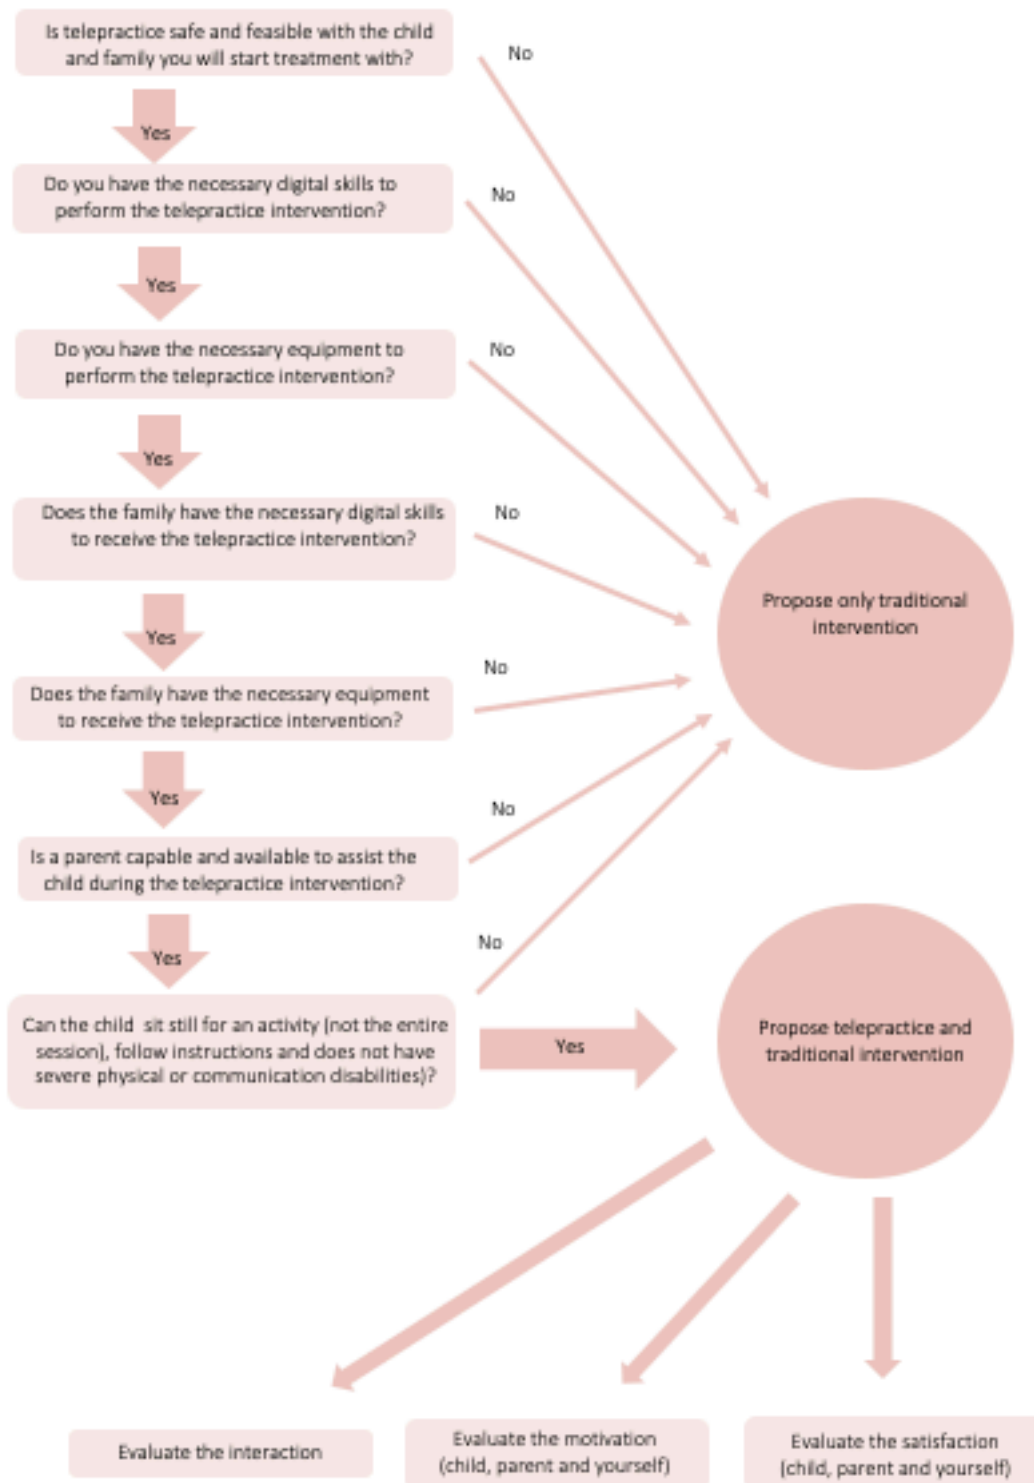 Is telepractice safe and feasible with the child
and family you will start treatment with?
No
Yes
Do you have the necessary digital skills to
perform the telepractice intervention?
No
Yes
Do you have the necessary equipment to
perform the telepractice intervention?
No
Yes
Does the family have the necessary digital skills
to receive the telepractice intervention?
No
Propose only traditional
intervention
Yes
Does the family have the necessary equipment
to receive the telepractice intervention?
No
Yes
Is a parent capable and available to assist the
child during the telepractice intervention?
No
Yes
No
Can the child sit still for an activity (not the entire
session), follow instructions and does not have
severe physical or communication disabilities)?
Yes
Propose telepractice and
traditional intervention
Evaluate the interaction
Evaluate the motivation
(child, parent and yourself)
Evaluate the satisfaction
(child, parent and yourself)